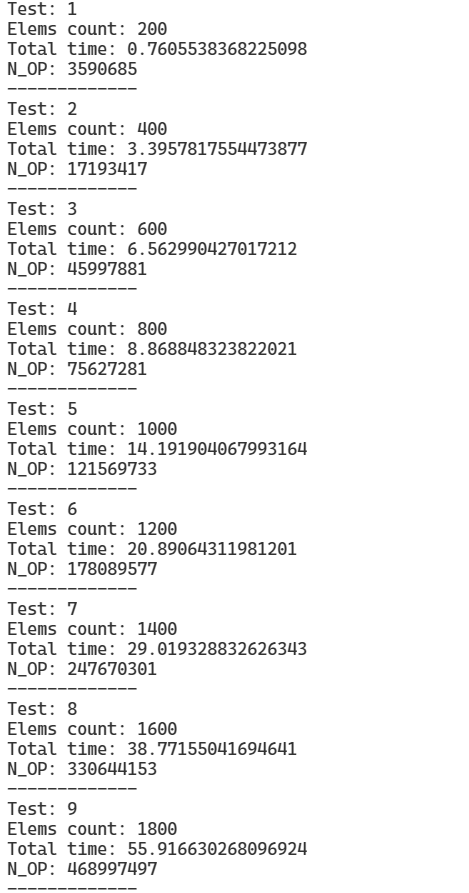 Test: 1
Elems count: 200
Total time: 0.7605538368225098
N_OP: 3590685
-------------
Test: 2
Elems count: 400
Total time: 3.3957817554473877
N_OP: 17193417
-------------
Test: 3
Elems count: 600
Total time: 6.562990427017212
N_OP: 45997881
-------------
Test: 4
Elems count: 800
Total time: 8.868848323822021
N_OP: 75627281
-------------
Test: 5
Elems count: 1000
Total time: 14.191904067993164
N_OP: 121569733
-------------
Test: 6
Elems count: 1200
Total time: 20.89064311981201
N_OP: 178089577
-------------
Test: 7
Elems count: 1400
Total time: 29.019328832626343
N_OP: 247670301
-------------
Test: 8
Elems count: 1600
Total time: 38.77155041694641
N_OP: 330644153
-------------
Test: 9
Elems count: 1800
Total time: 55.916630268096924
N_OP: 468997497
-------------